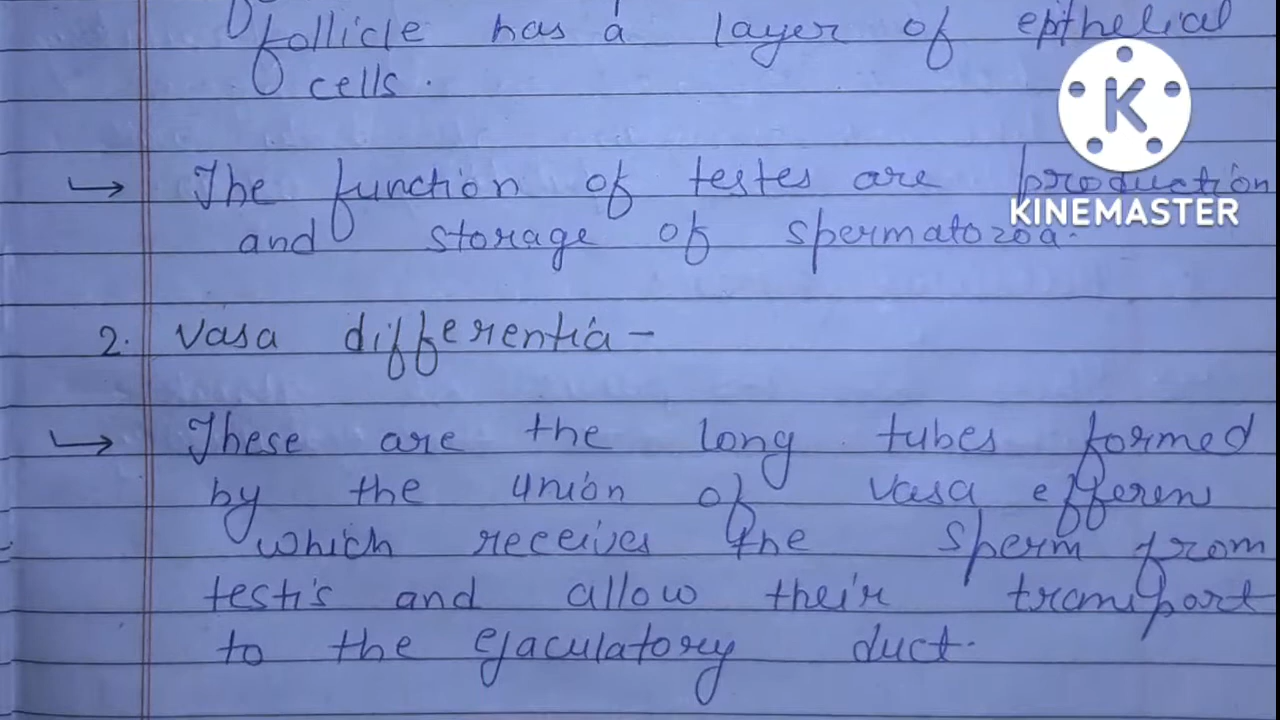 follicle has a layer of epithelial
cells.
K
→ The function of testes are production
KINEMASTER
and storage of spermatozoa.
2. Vasa differentia -
→ These are the long tubes formed
by the union of vasa efferens
which receives the sperm from
testis and allow their transport
to the ejaculatory duct.